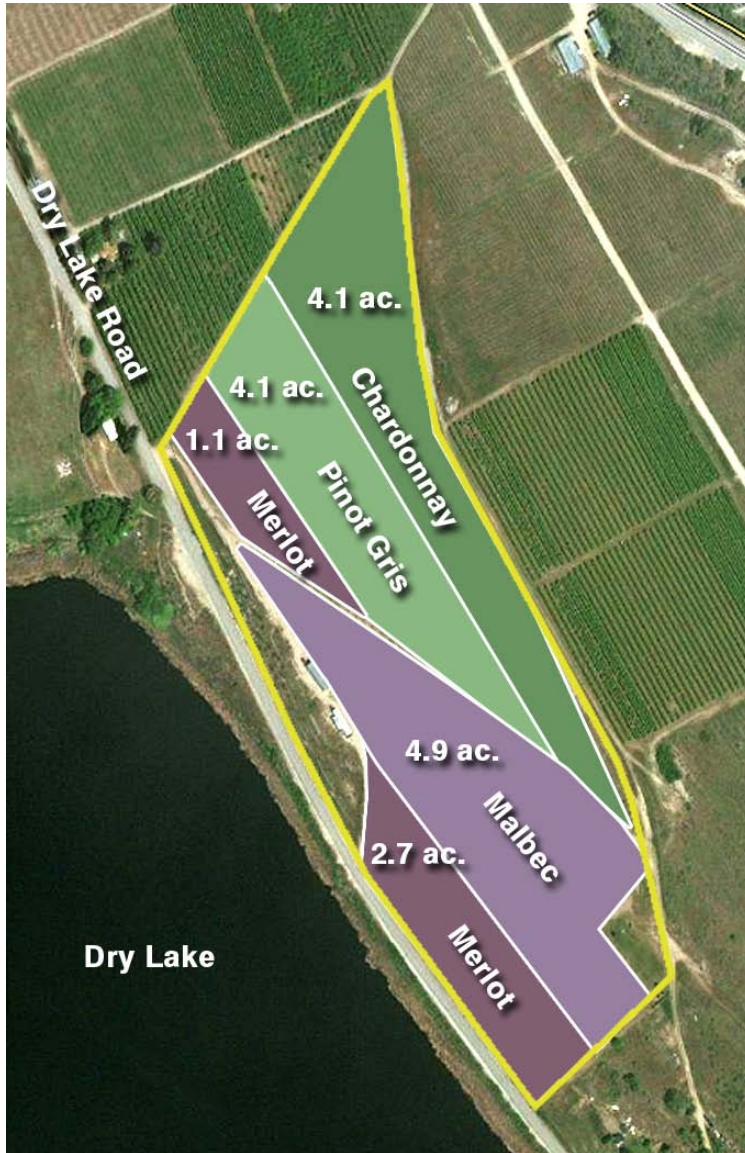 Dry Lake Road
4.1 ac.
Chardonnay
4.1 ac.
Pinot Gris
1.1 ac.
Merlot
4.9 ac.
Malbec
2.7 ac.
Merlot
Dry Lake